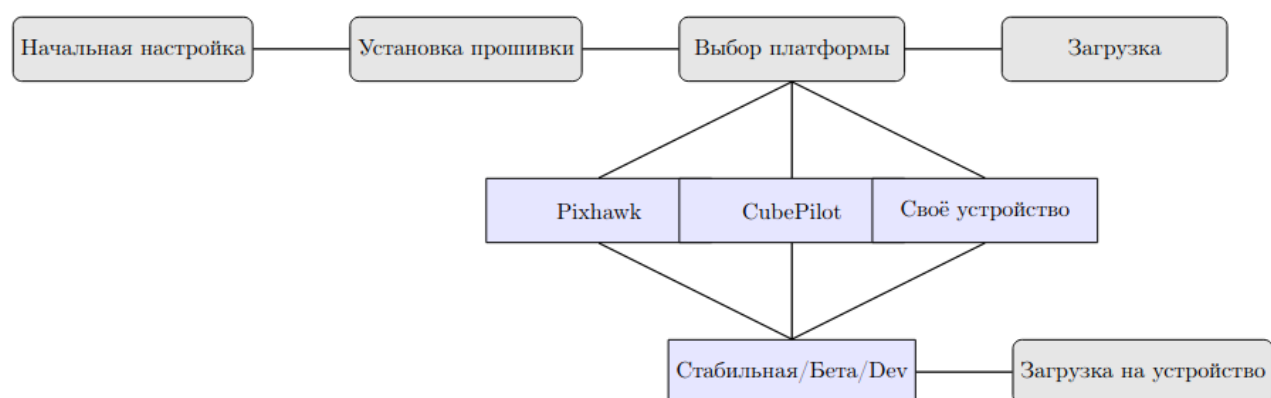 Начальная настройка
Установка прошивки
Выбор платформы
Загрузка
Pixhawk
CubePilot
Своё устройство
Стабильная/Бета/Dev
Загрузка на устройство